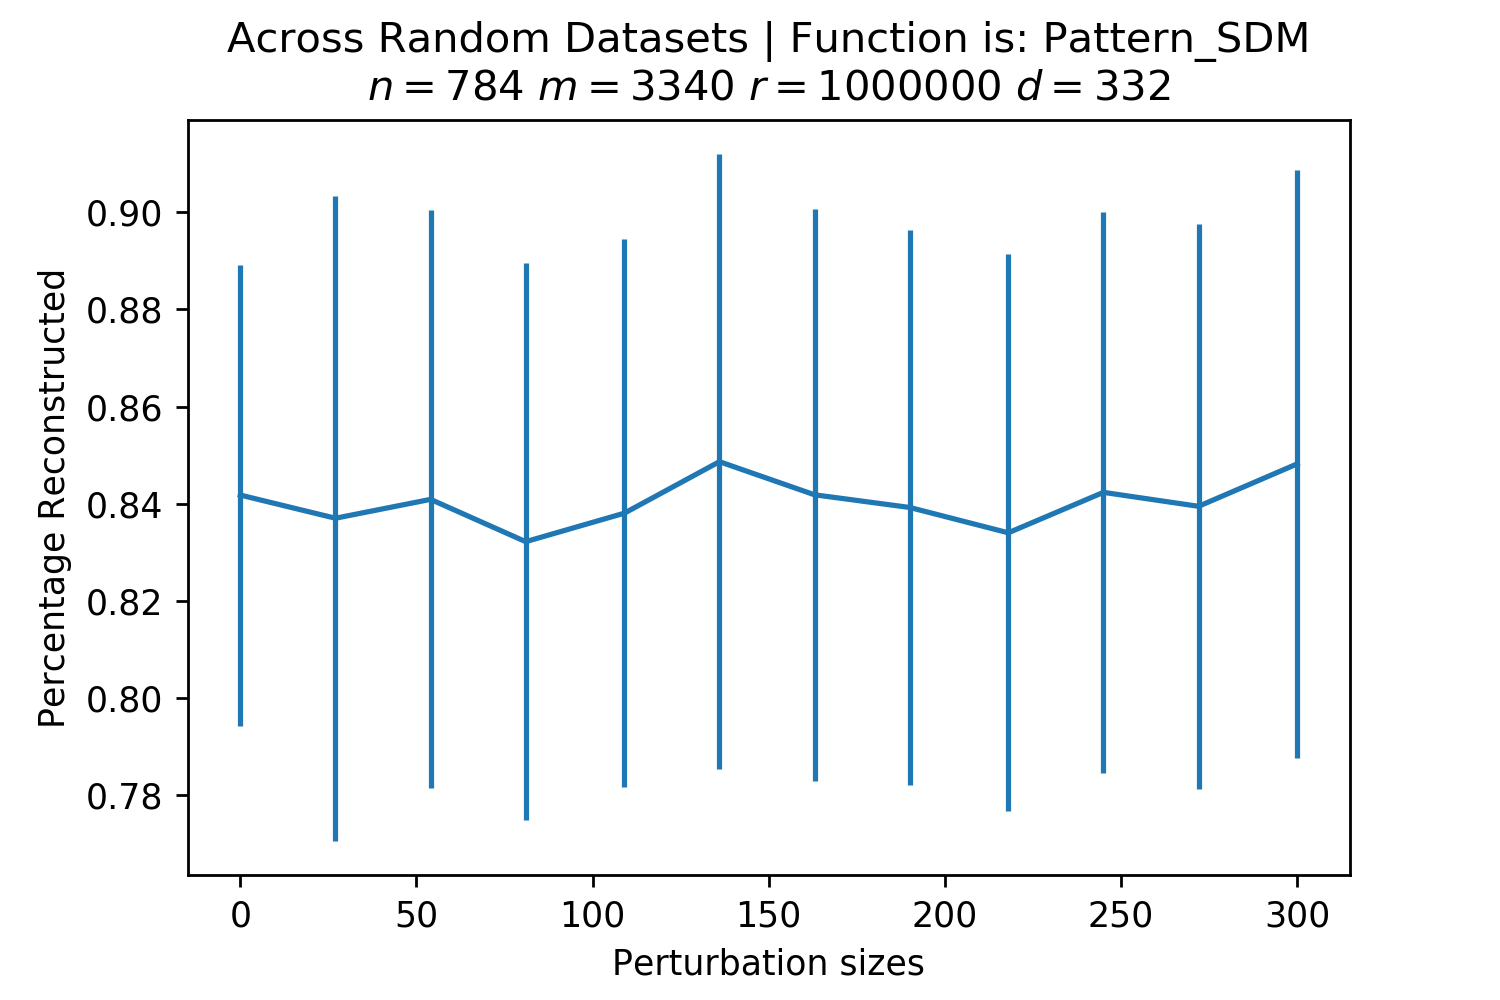 Across Random Datasets | Function is: Pattern_SDM
n = 784 m = 3340 r = 1000000 d = 332
Percentage Reconstructed
0.90
0.88
0.86
0.84
0.82
0.80
0.78
0 50 100 150 200 250 300
Perturbation sizes